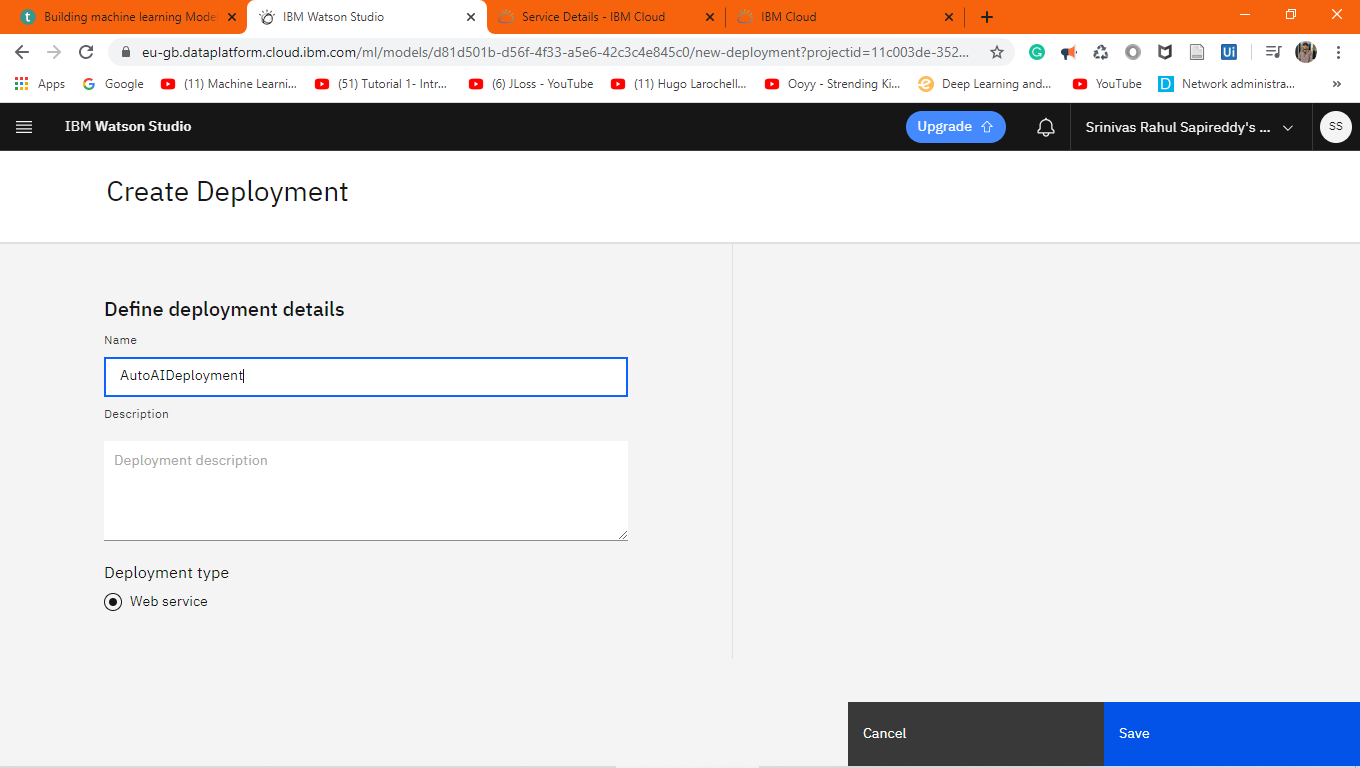 Building machine learning Mode
IBM Watson Studio
Service Details - IBM Cloud
IBM Cloud
eu-gb.dataplatform.cloud.ibm.com/ml/models/d81d501b-d56f-4f33-a5e6-42c3c4e845c0/new-deployment?projectid=11c003de-352...
Apps
Google
(11) Machine Learni...
(51) Tutorial 1- Intr...
(6) JLoss - YouTube
(11) Hugo Larochell...
Ooyy - Strending Ki...
Deep Learning and...
YouTube
Network administra...
IBM Watson Studio
Upgrade
Srinivas Rahul Sapireddy's ...
SS
Create Deployment
Define deployment details
Name
AutoAIDeployment
Description
Deployment description
Deployment type
Web service
Cancel
Save